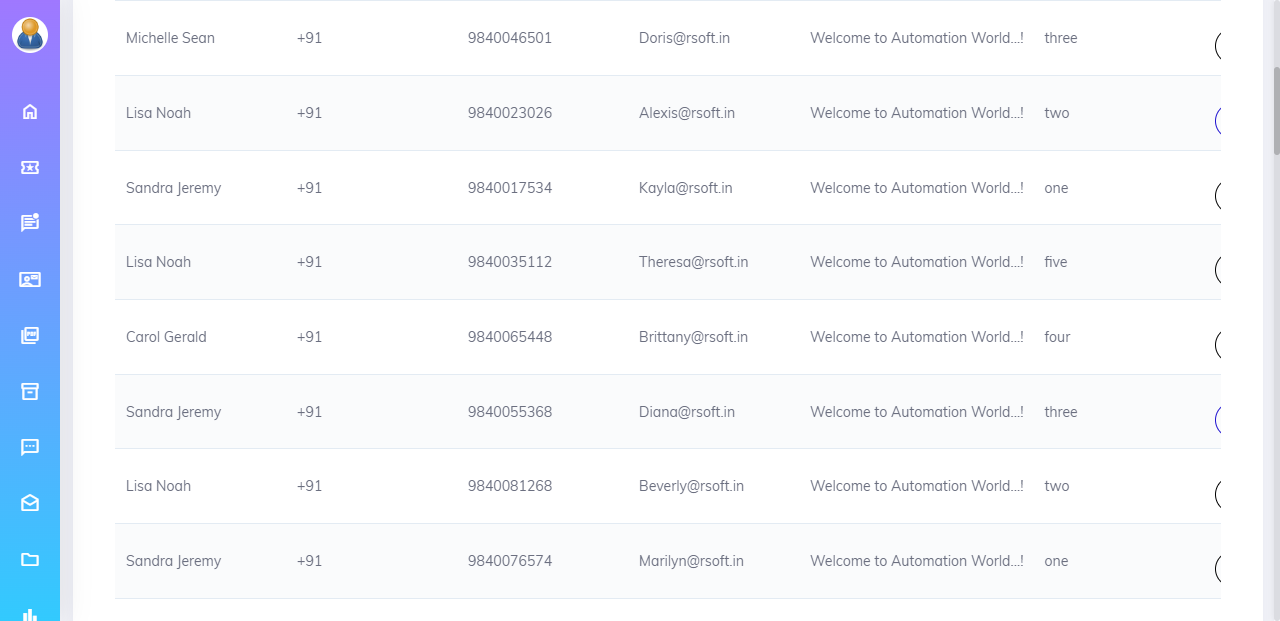 Michelle Sean +91 9840046501 Doris@rsoft.in Welcome to Automation World...! three
Lisa Noah +91 9840023026 Alexis@rsoft.in Welcome to Automation World...! two
Sandra Jeremy +91 9840017534 Kayla@rsoft.in Welcome to Automation World...! one
Lisa Noah +91 9840035112 Theresa@rsoft.in Welcome to Automation World...! five
Carol Gerald +91 9840065448 Brittany@rsoft.in Welcome to Automation World...! four
Sandra Jeremy +91 9840055368 Diana@rsoft.in Welcome to Automation World...! three
Lisa Noah +91 9840081268 Beverly@rsoft.in Welcome to Automation World...! two
Sandra Jeremy +91 9840076574 Marilyn@rsoft.in Welcome to Automation World...! one